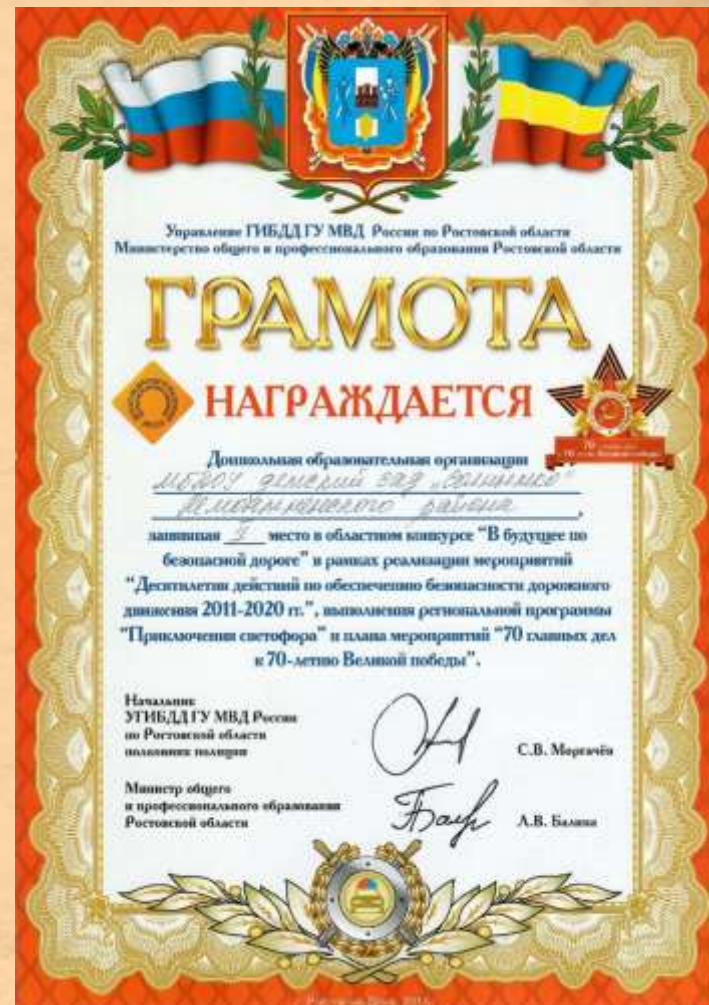 Управление ГИБДД ГУ МВД России по Ростовской области
Министерство общего и профессионального образования Ростовской области
ГРАМОТА
НАГРАЖДАЕТСЯ
70
Дошкольная образовательная организация
МБДОУ детский сад „Солнышко"
района
занявшая место в областном конкурсе "В будущее по
безопасной дороге" в рамках реализации мероприятий
"Десятилетия действий по обеспечению безопасности дорожного
движения 2011-2020 гг.", выполнения региональной программы
"Приключения светофора" и плана мероприятий "70 главных дел
к 70-летию Великой победы".
Начальник
УГИБДД ГУ МВД России
по Ростовской области
полковник полиции
С.В. Моргачёв
Министр общего
и профессионального образования
Ростовской области
Л.В. Балина